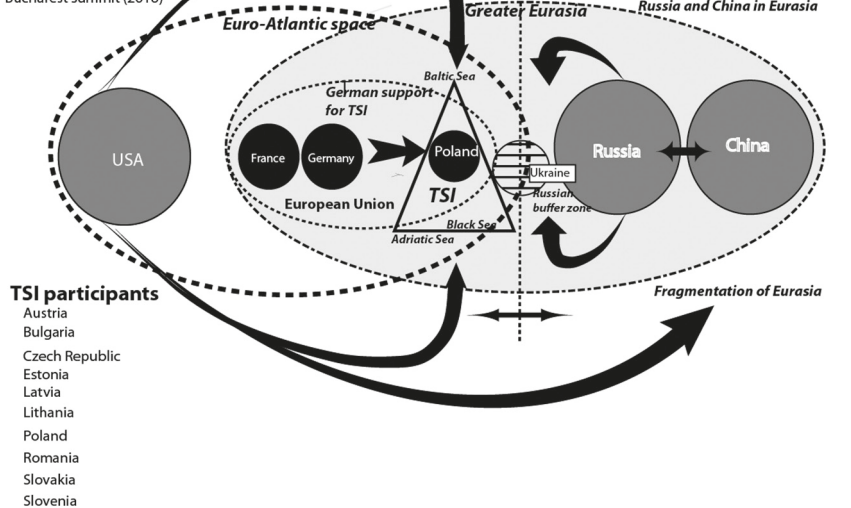 Bucharest Summit (2018)
Euro-Atlantic space
Greater Eurasia
Russia and China in Eurasia
Baltic Sea
German support
for TSI
USA
France
Germany
Poland
Russia
China
Ukraine
Russian
buffer zone
TSI
European Union
Black Sea
Adriatic Sea
TSI participants
Fragmentation of Eurasia
Austria
Bulgaria
Czech Republic
Estonia
Latvia
Lithania
Poland
Romania
Slovakia
Slovenia